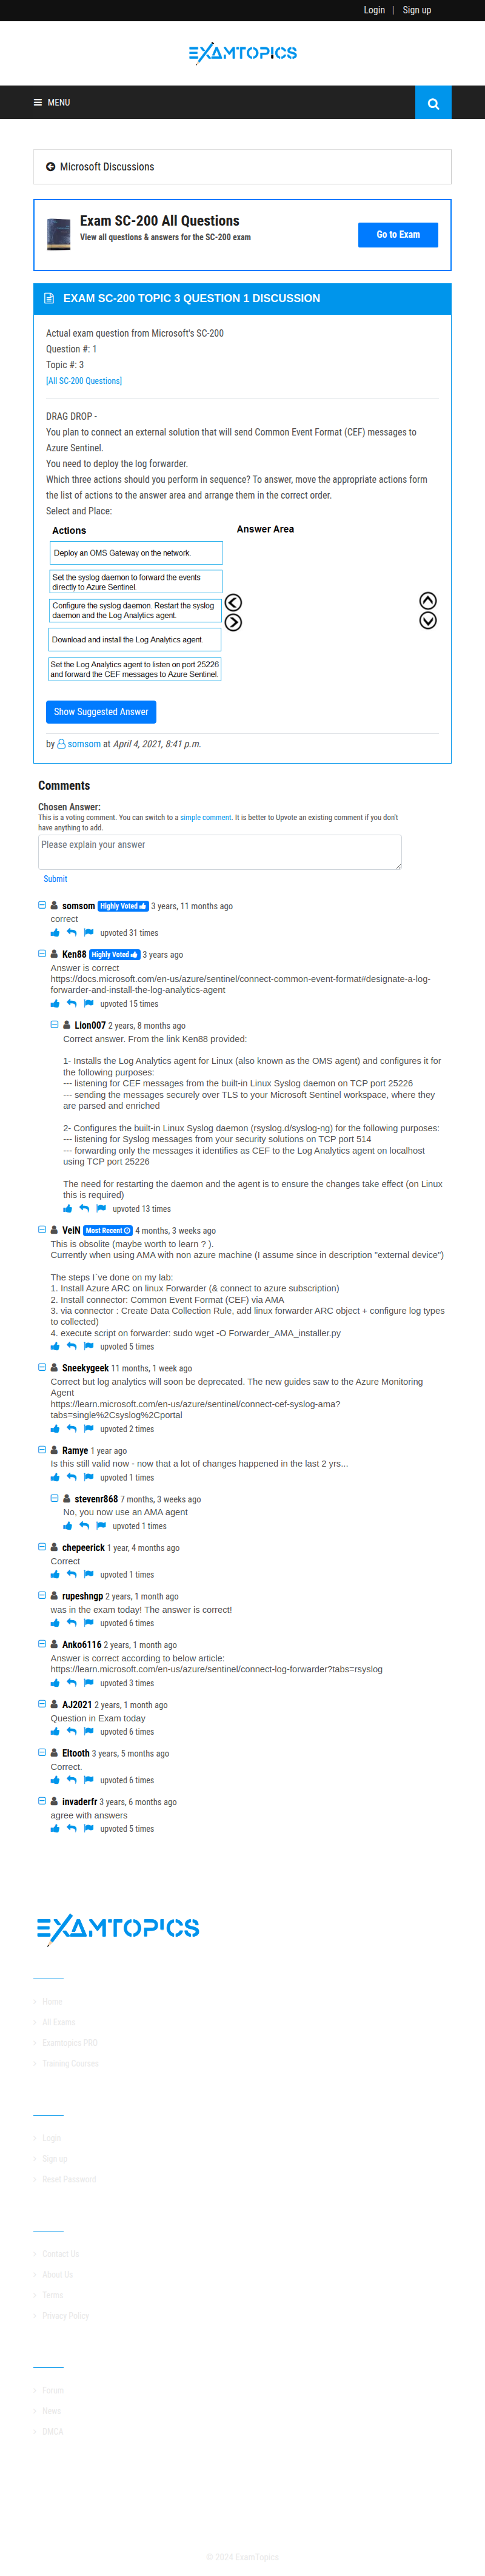 Login | Sign up
EXAMTOPICS
MENU
Microsoft Discussions
Exam SC-200 All Questions
View all questions & answers for the SC-200 exam
Go to Exam
EXAM SC-200 TOPIC 3 QUESTION 1 DISCUSSION
Actual exam question from Microsoft's SC-200
Question #: 1
Topic #: 3
[All SC-200 Questions]
DRAG DROP -
You plan to connect an external solution that will send Common Event Format (CEF) messages to
Azure Sentinel.
You need to deploy the log forwarder.
Which three actions should you perform in sequence? To answer, move the appropriate actions form
the list of actions to the answer area and arrange them in the correct order.
Select and Place:
Actions
Answer Area
Deploy an OMS Gateway on the network.
Set the syslog daemon to forward the events
directly to Azure Sentinel.
Configure the syslog daemon. Restart the syslog
daemon and the Log Analytics agent.
Download and install the Log Analytics agent.
Set the Log Analytics agent to listen on port 25226
and forward the CEF messages to Azure Sentinel.
Show Suggested Answer
by somsom at April 4, 2021, 8:41 p.m.
Comments
Chosen Answer:
This is a voting comment. You can switch to a simple comment. It is better to Upvote an existing comment if you don't
have anything to add.
Please explain your answer
Submit
somsom Highly Voted 3 years, 11 months ago
correct
upvoted 31 times
Ken88 Highly Voted 3 years ago
Answer is correct
https://docs.microsoft.com/en-us/azure/sentinel/connect-common-event-format#designate-a-log-
forwarder-and-install-the-log-analytics-agent
upvoted 15 times
Lion007 2 years, 8 months ago
Correct answer. From the link Ken88 provided:
1- Installs the Log Analytics agent for Linux (also known as the OMS agent) and configures it for
the following purposes:
--- listening for CEF messages from the built-in Linux Syslog daemon on TCP port 25226
--- sending the messages securely over TLS to your Microsoft Sentinel workspace, where they
are parsed and enriched
2- Configures the built-in Linux Syslog daemon (rsyslog.d/syslog-ng) for the following purposes:
--- listening for Syslog messages from your security solutions on TCP port 514
--- forwarding only the messages it identifies as CEF to the Log Analytics agent on localhost
using TCP port 25226
The need for restarting the daemon and the agent is to ensure the changes take effect (on Linux
this is required)
upvoted 13 times
VeiN Most Recent 4 months, 3 weeks ago
This is obsolite (maybe worth to learn ? ).
Currently when using AMA with non azure machine (I assume since in description "external device")
The steps I`ve done on my lab:
1. Install Azure ARC on linux Forwarder (& connect to azure subscription)
2. Install connector: Common Event Format (CEF) via AMA
3. via connector : Create Data Collection Rule, add linux forwarder ARC object + configure log types
to collected)
4. execute script on forwarder: sudo wget -O Forwarder_AMA_installer.py
upvoted 5 times
Sneekygeek 11 months, 1 week ago
Correct but log analytics will soon be deprecated. The new guides saw to the Azure Monitoring
Agent
https://learn.microsoft.com/en-us/azure/sentinel/connect-cef-syslog-ama?
tabs=single%2Csyslog%2Cportal
upvoted 2 times
Ramye 1 year ago
Is this still valid now - now that a lot of changes happened in the last 2 yrs...
upvoted 1 times
stevenr868 7 months, 3 weeks ago
No, you now use an AMA agent
upvoted 1 times
chepeerick 1 year, 4 months ago
Correct
upvoted 1 times
rupeshngp 2 years, 1 month ago
was in the exam today! The answer is correct!
upvoted 6 times
Anko6116 2 years, 1 month ago
Answer is correct according to below article:
https://learn.microsoft.com/en-us/azure/sentinel/connect-log-forwarder?tabs=rsyslog
upvoted 3 times
AJ2021 2 years, 1 month ago
Question in Exam today
upvoted 6 times
Eltooth 3 years, 5 months ago
Correct.
upvoted 6 times
invaderfr 3 years, 6 months ago
agree with answers
upvoted 5 times
EXAMTOPICS
Home
All Exams
Examtopics PRO
Training Courses
Login
Sign up
Reset Password
Contact Us
About Us
Terms
Privacy Policy
Forum
News
DMCA
© 2024 ExamTopics